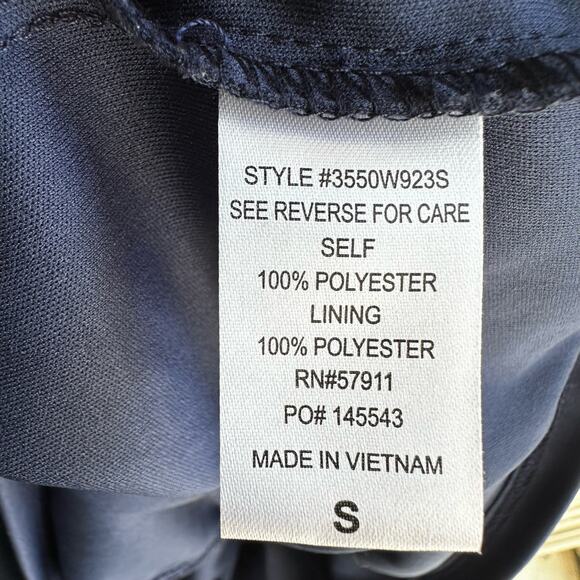 STYLE #3550W923S
SEE REVERSE FOR CARE
SELF
100% POLYESTER
LINING
100% POLYESTER
RN#57911
PO# 145543
MADE IN VIETNAM
S